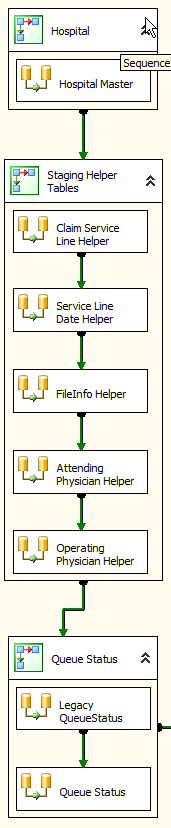 Hospital
Sequence
Hospital Master
Staging Helper
Tables
Claim Service
Line Helper
Service Line
Date Helper
FileInfo Helper
Attending
Physician Helper
Operating
Physician Helper
Queue Status
Legacy
QueueStatus
Queue Status